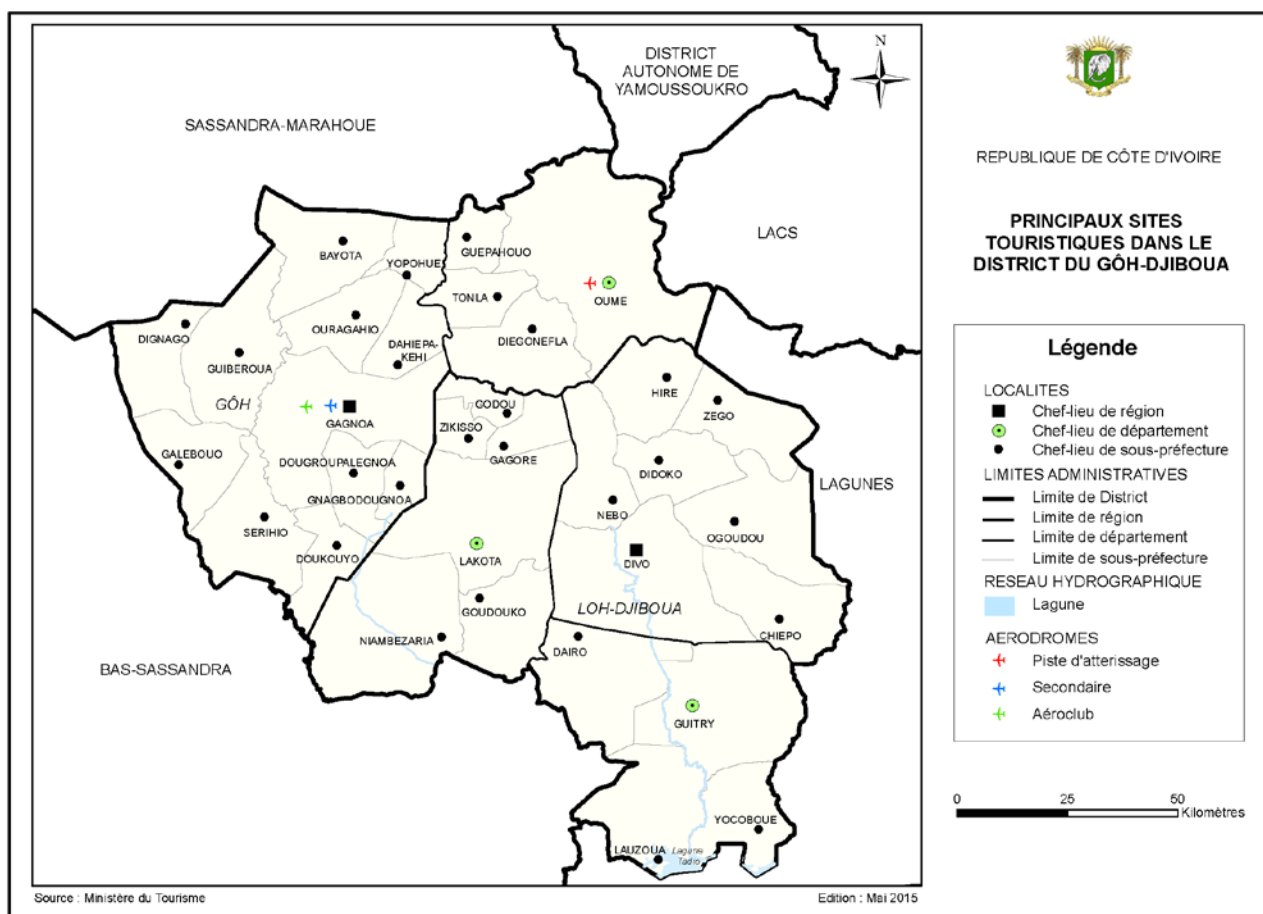 DISTRICT
AUTONOME DE
YAMOUSSOUKRO
N
SASSANDRA-MARAHOUE
LACS
GUEPAHOUO
BAYOTA
YOPOHUE
TONLA
OUME
OURAGAHIO
DIGNAGO
DIEGONEFLA
DAHIEPA-
KEHI
GUIBEROUA
HIRE
GÔH
GODOU
ZEGO
GAGNOA
ZIKISSO
GALEBOUO
GAGORE
DOUGROUPALEGNOA
DIDOKO
LAGUNES
GNAGBODOUGNOA
NEBO
SERIHIO
OGOUDOU
DOUKOUYO
LAKOTA
DIVO
GOUDOUKO
LOH-DJIBOUA
CHIEPO
NIAMBEZARIA
DAIRO
BAS-SASSANDRA
GUITRY
YOCOBOUE
LAUZOUA
Lagune
Tadio
Source : Ministère du Tourisme
Edition : Mai 2015
REPUBLIQUE DE CÔTE D'IVOIRE
PRINCIPAUX SITES
TOURISTIQUES DANS LE
DISTRICT DU GÔH-DJIBOUA
Légende
LOCALITES
Chef-lieu de région
Chef-lieu de département
Chef-lieu de sous-préfecture
LIMITES ADMINISTRATIVES
Limite de District
Limite de région
Limite de département
Limite de sous-préfecture
RESEAU HYDROGRAPHIQUE
Lagune
AERODROMES
Piste d'atterissage
Secondaire
Aéroclub
0 25 50
Kilomètres